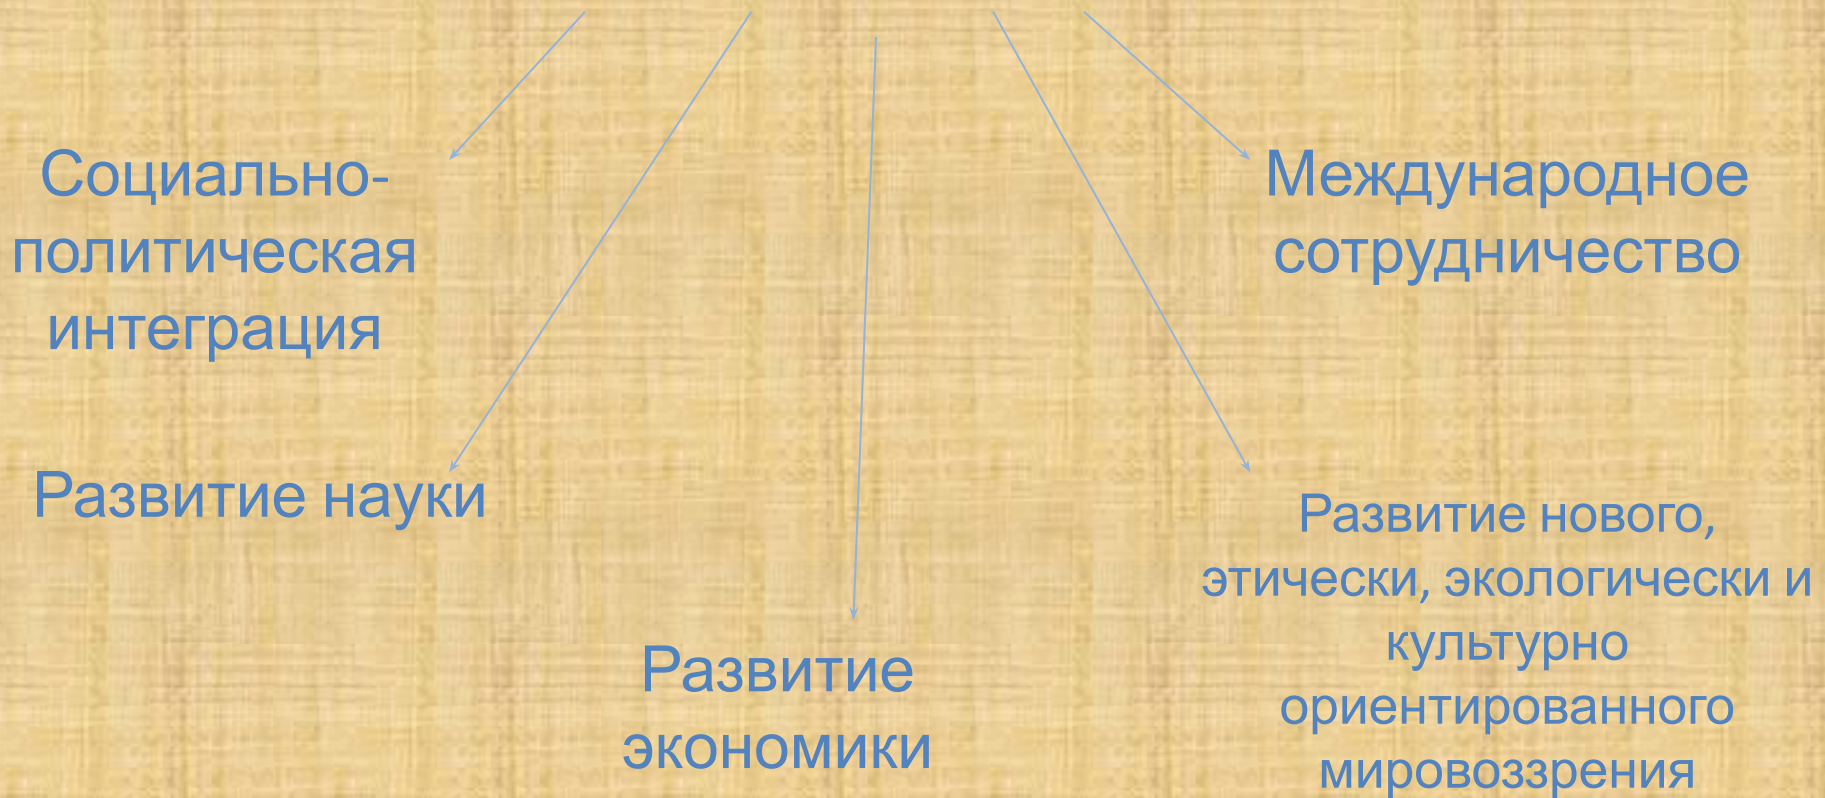 Социально-
политическая
интеграция
Международное
сотрудничество
Развитие науки
Развитие
экономики
Развитие нового,
этически, экологически и
культурно
ориентированного
мировоззрения